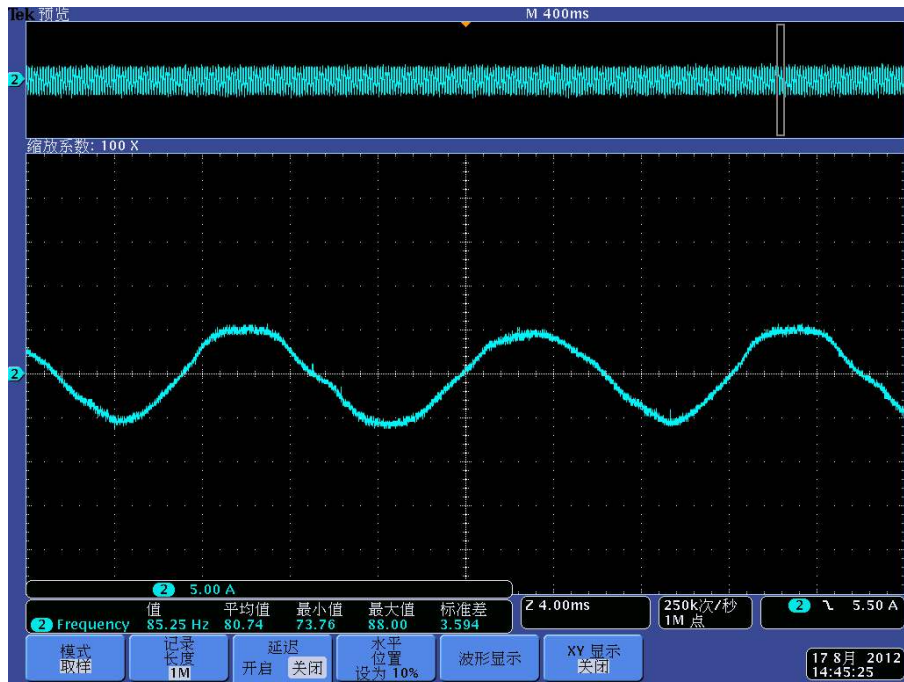 Tek 预览 M 400ms
2
缩放系数: 100 X
2
2 5.00 A
值 平均值 最小值 最大值 标准差
2 Frequency 85.25 Hz 80.74 73.76 88.00 3.594
Z 4.00ms
250k次/秒
1M 点
2 5.50 A
模式
取样
记录
长度
1M
延迟
开启 关闭
水平
位置
设为 10%
波形显示
XY 显示
关闭
17 8月 2012
14:45:25